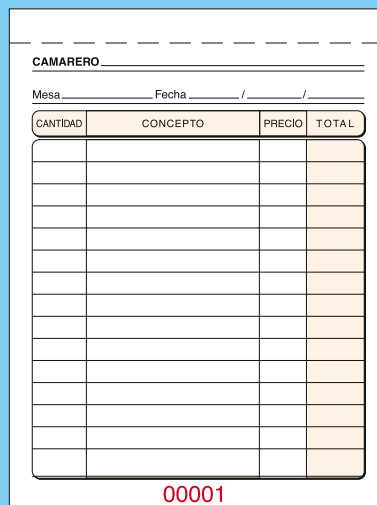 CAMARERO
Mesa Fecha / /
CANTIDAD CONCEPTO PRECIO TOTAL
00001